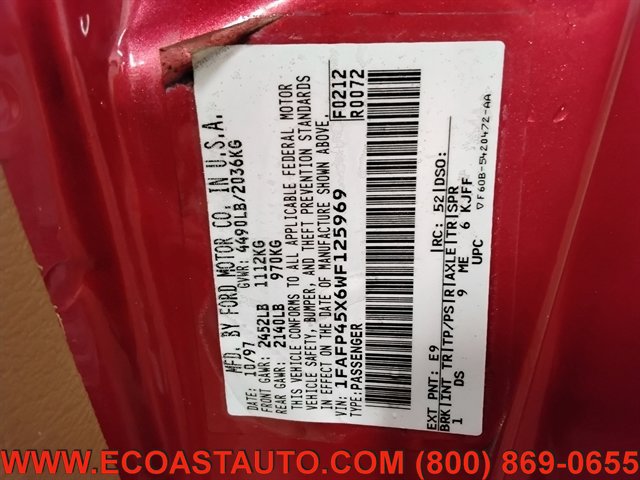 MFD. BY FORD MOTOR CO. IN U.S.A.
DATE: 10/97 GVWR: 4490LB/2036KG
FRONT GAWR: 2452LB 1112KG
REAR GAWR: 2140LB 970KG
THIS VEHICLE CONFORMS TO ALL APPLICABLE FEDERAL MOTOR
VEHICLE SAFETY, BUMPER, AND THEFT PREVENTION STANDARDS
IN EFFECT ON THE DATE OF MANUFACTURE SHOWN ABOVE.
VIN: 1FAFP45X6WF125969
TYPE: PASSENGER
F0212
R0072
EXT PNT: E9 RC: 52 DSO:
BRK INT TR TP/PS R AXLE TR SPR
1 DS 9 ME 6 KJFF
UPC
▽F60B-5420472-AA
WWW.ECOASTAUTO.COM (800) 869-0655